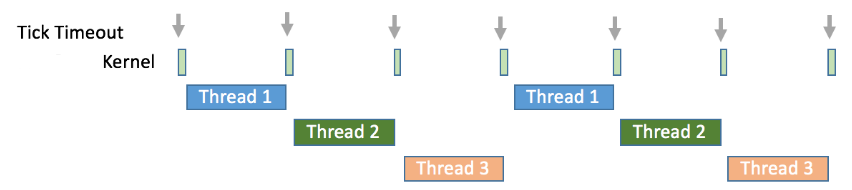 Tick Timeout
Kernel
Thread 1 Thread 1
Thread 2 Thread 2
Thread 3 Thread 3